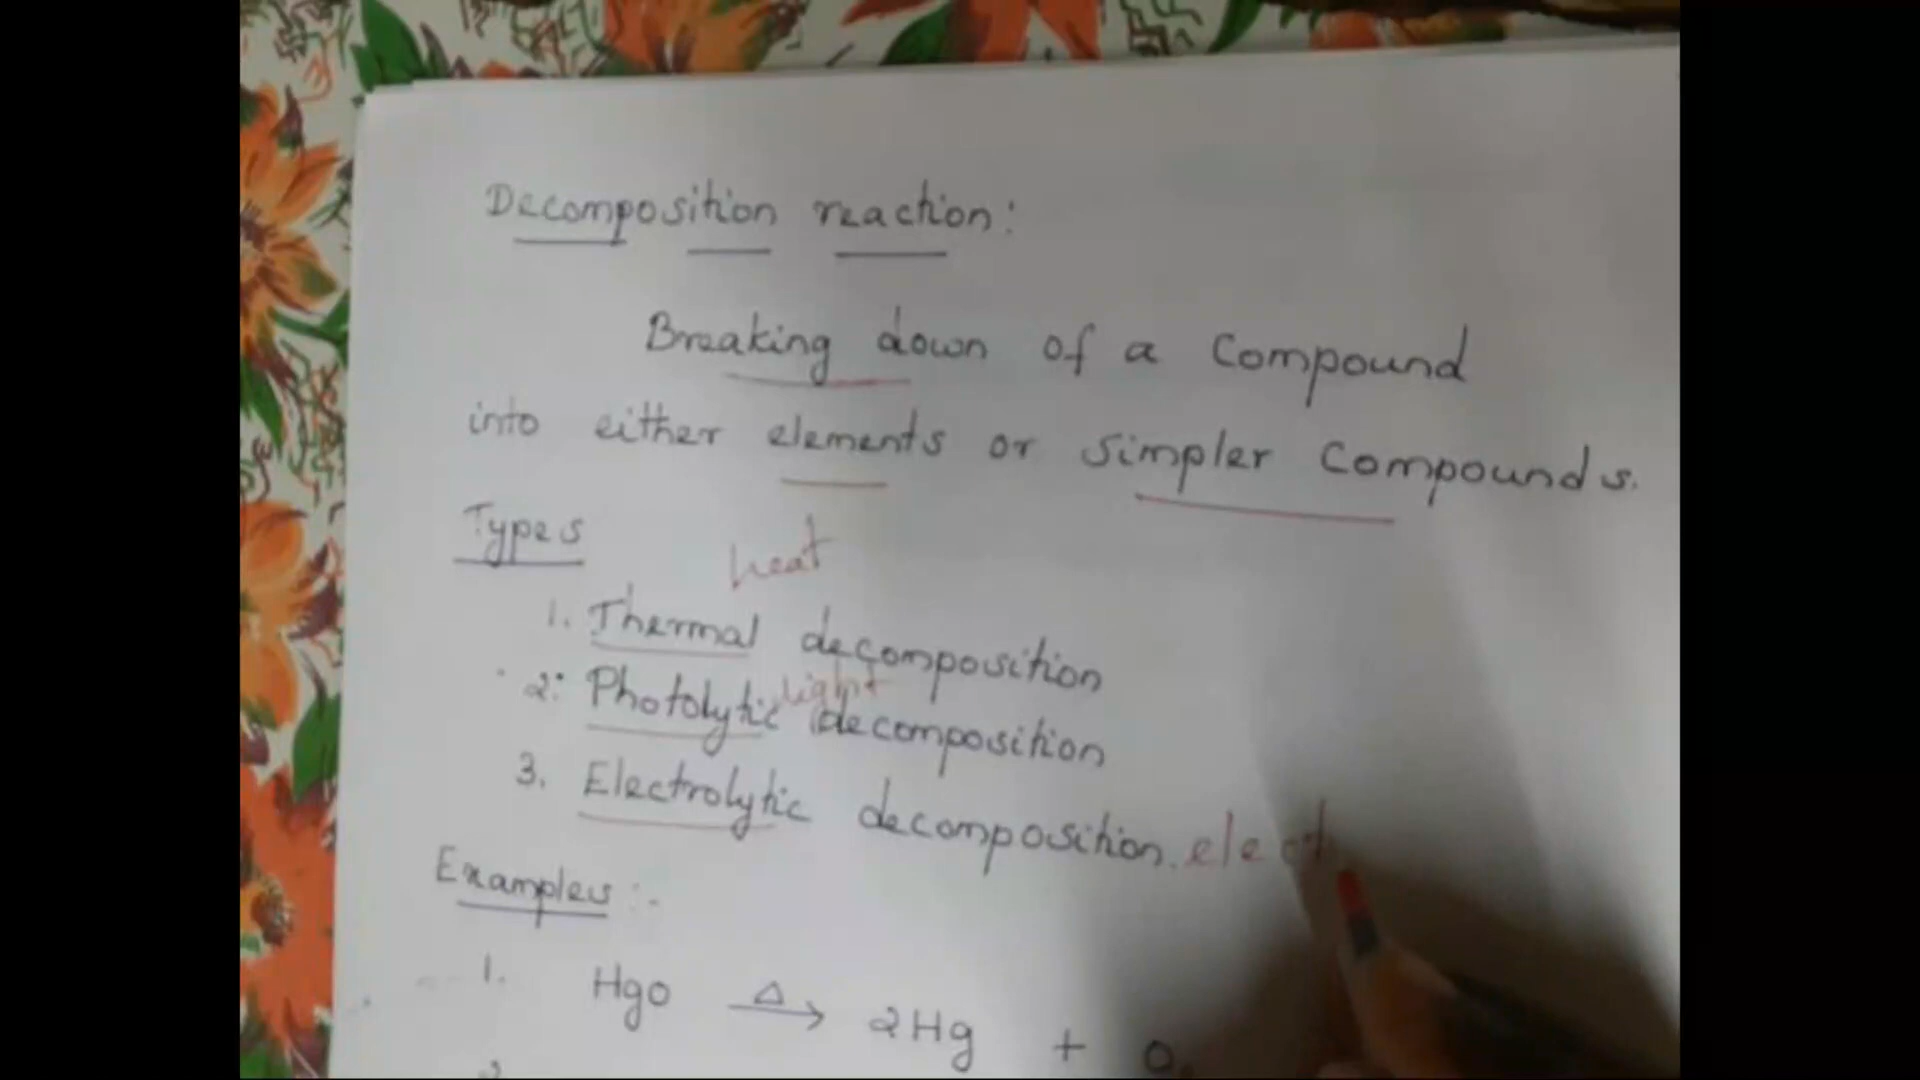 Decomposition reaction:
Breaking down of a Compound
into either elements or simpler compounds.
Types
heat
1. Thermal decomposition
light
2. Photolytic decomposition
3. Electrolytic decomposition. elect
Examples :-
1. HgO Δ→ 2Hg + O